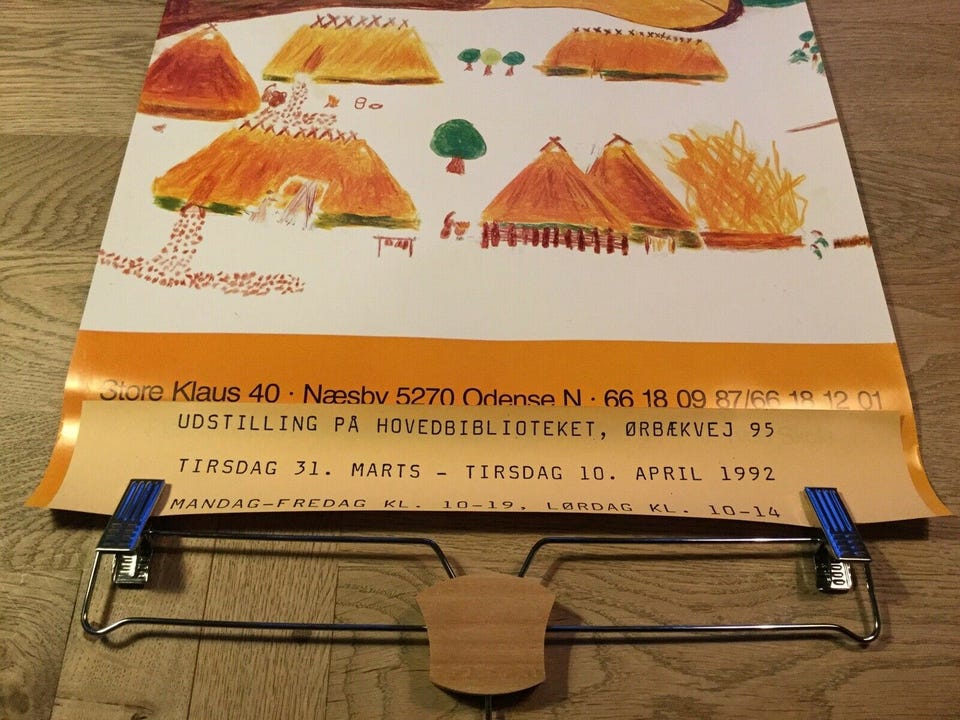 Store Klaus 40 · Næsby 5270 Odense N · 66 18 09 87/66 18 12 01
UDSTILLING PÅ HOVEDBIBLIOTEKET, ØRBÆKVEJ 95
TIRSDAG 31. MARTS - TIRSDAG 10. APRIL 1992
MANDAG-FREDAG KL. 10-19, LØRDAG KL. 10-14